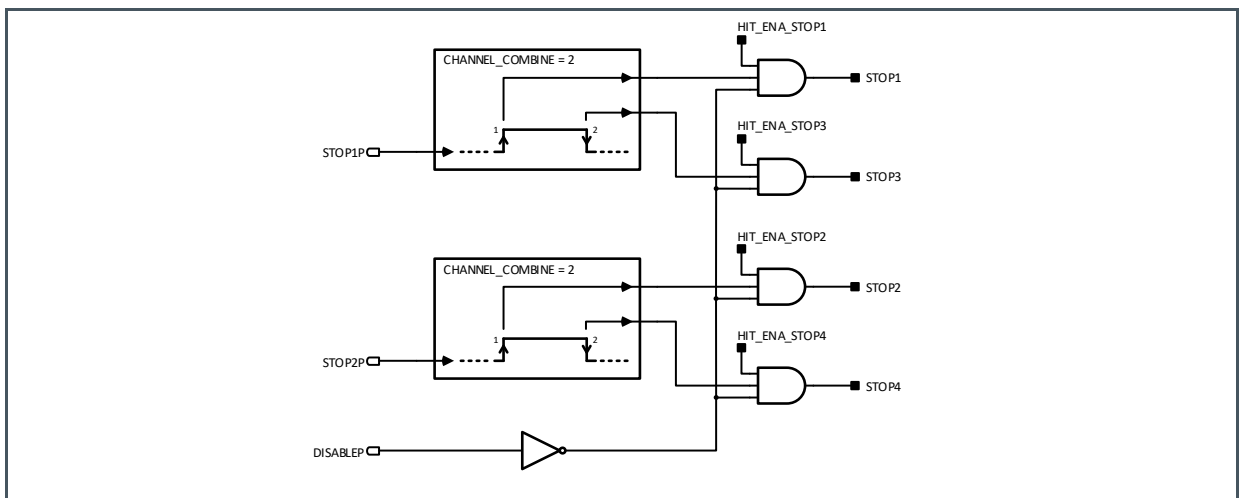 HIT_ENA_STOP1
CHANNEL_COMBINE = 2
STOP1
1
2
STOP1P
HIT_ENA_STOP3
STOP3
HIT_ENA_STOP2
CHANNEL_COMBINE = 2
STOP2
1
2
STOP2P
HIT_ENA_STOP4
STOP4
DISABLEP